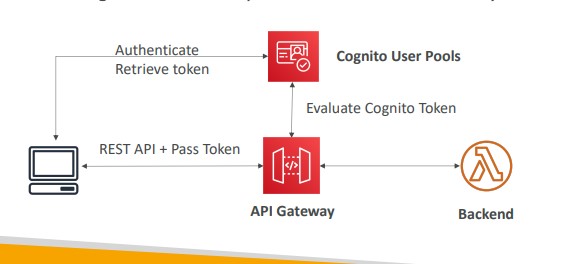 Authenticate
Retrieve token
Cognito User Pools
Evaluate Cognito Token
REST API + Pass Token
API Gateway
Backend